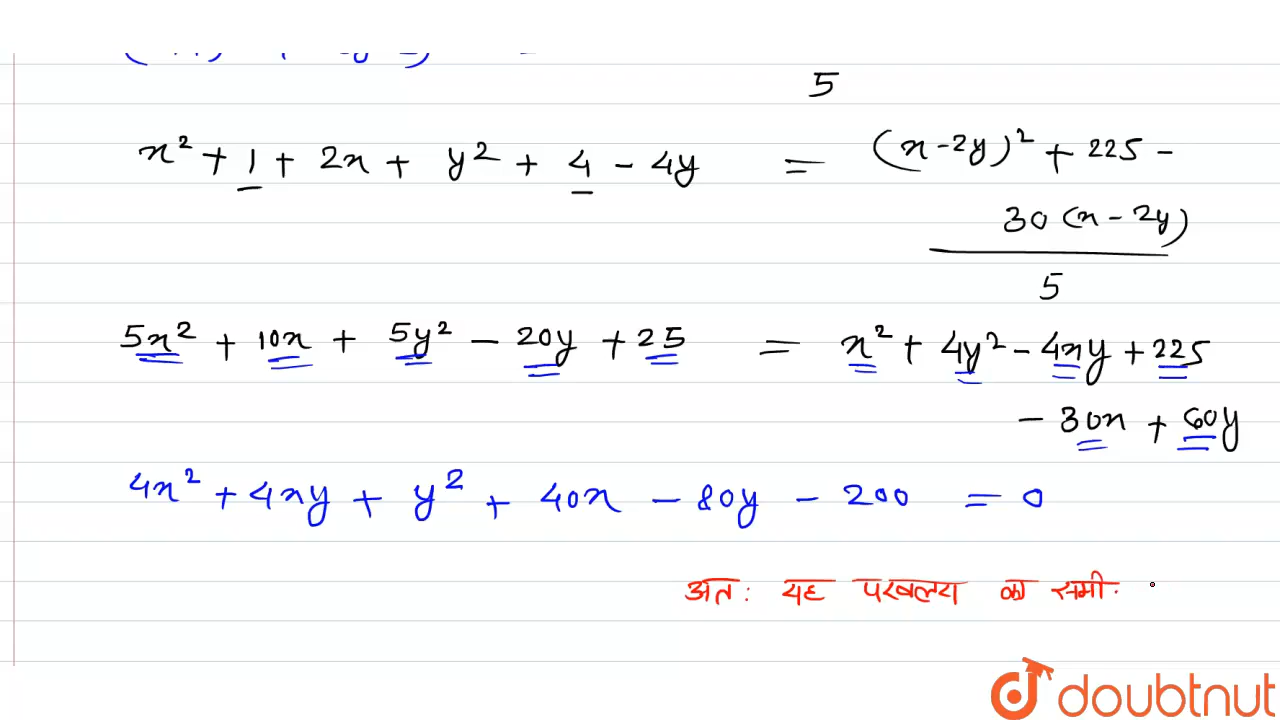 5
x² + 1 + 2x + y² + 4 - 4y = (x-2y)² + 225 -
30(x-2y)
5
5x² + 10x + 5y² - 20y + 25 = x² + 4y² - 4xy + 225
- 30x + 60y
4x² + 4xy + y² + 40x - 80y - 200 = 0
अतः यह परवलय का समी.
doubtnut